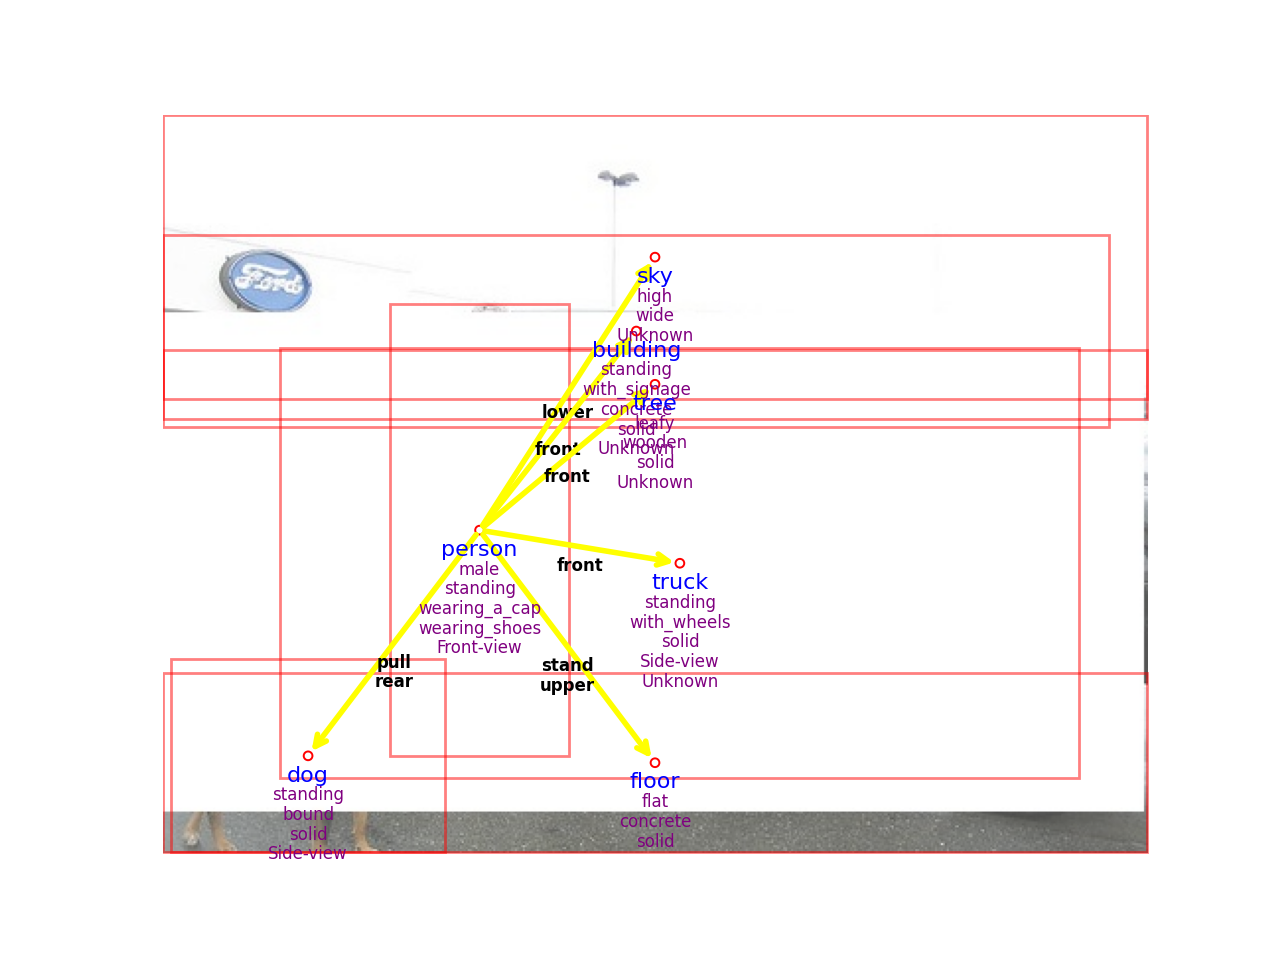 Ford
sky
high
wide
Unknown
building
standing
with_signage
concrete
solid
Unknown
tree
leafy
wooden
solid
Unknown
lower
front
front
person
male
standing
wearing_a_cap
wearing_shoes
Front-view
front
truck
standing
with_wheels
solid
Side-view
Unknown
pull
rear
stand
upper
dog
standing
bound
solid
Side-view
floor
flat
concrete
solid